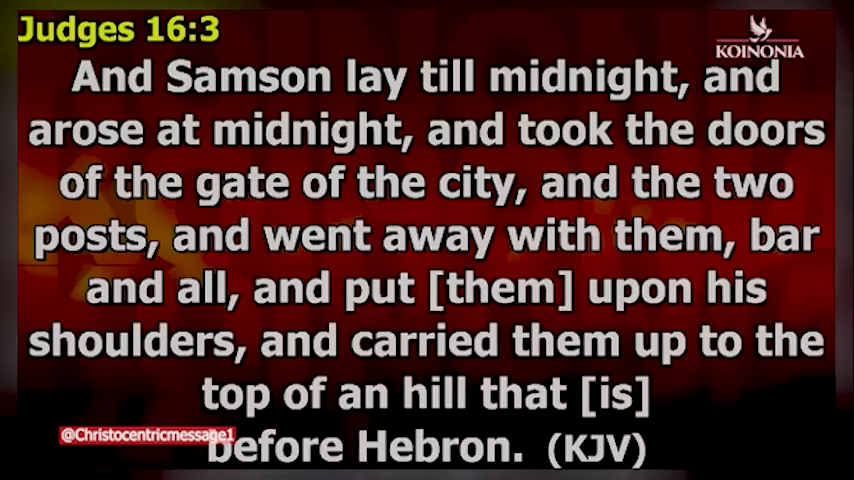 Judges 16:3
KOINONIA
And Samson lay till midnight, and
arose at midnight, and took the doors
of the gate of the city, and the two
posts, and went away with them, bar
and all, and put [them] upon his
shoulders, and carried them up to the
top of an hill that [is]
@Christocentricmessage1
before Hebron. (KJV)